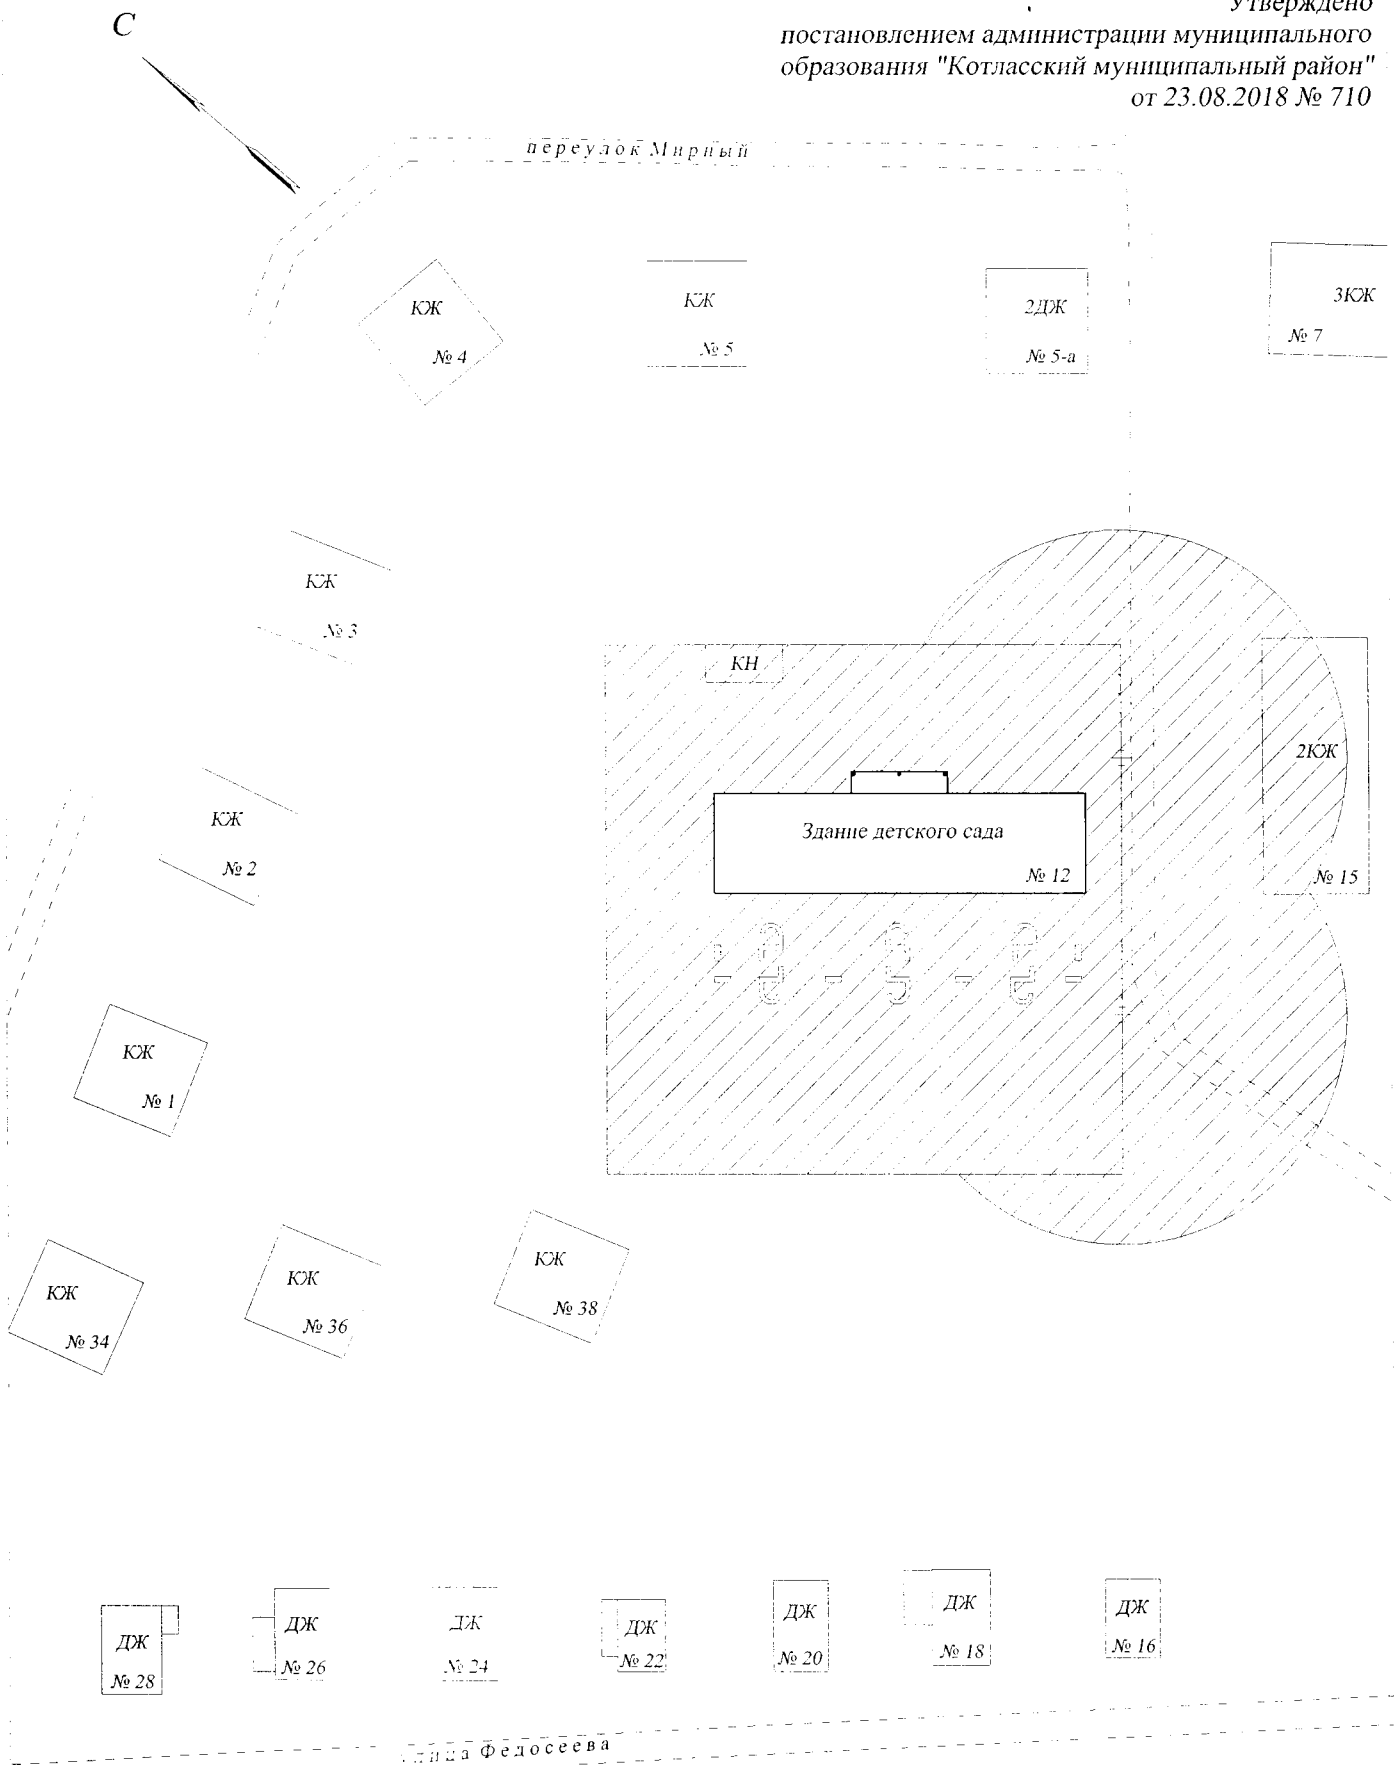 С
Утверждено
постановлением администрации муниципального
образования "Котласский муниципальный район"
от 23.08.2018 № 710
переулок Мирный
КЖ
№ 4
КЖ
№ 5
2ДЖ
№ 5-а
3КЖ
№ 7
КЖ
№ 3
КН
2КЖ
№ 15
Здание детского сада
№ 12
КЖ
№ 2
КЖ
№ 1
КЖ
№ 34
КЖ
№ 36
КЖ
№ 38
ДЖ
№ 28
ДЖ
№ 26
ДЖ
№ 24
ДЖ
№ 22
ДЖ
№ 20
ДЖ
№ 18
ДЖ
№ 16
улица Федосеева